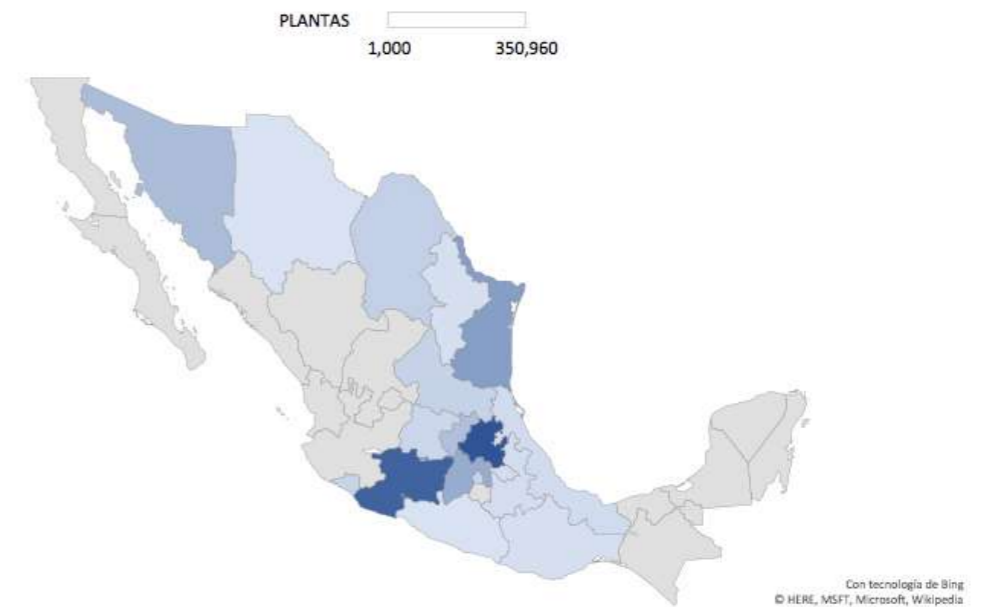 PLANTAS
1,000 350,960
Con tecnología de Bing
© HERE, MSFT, Microsoft, Wikipedia